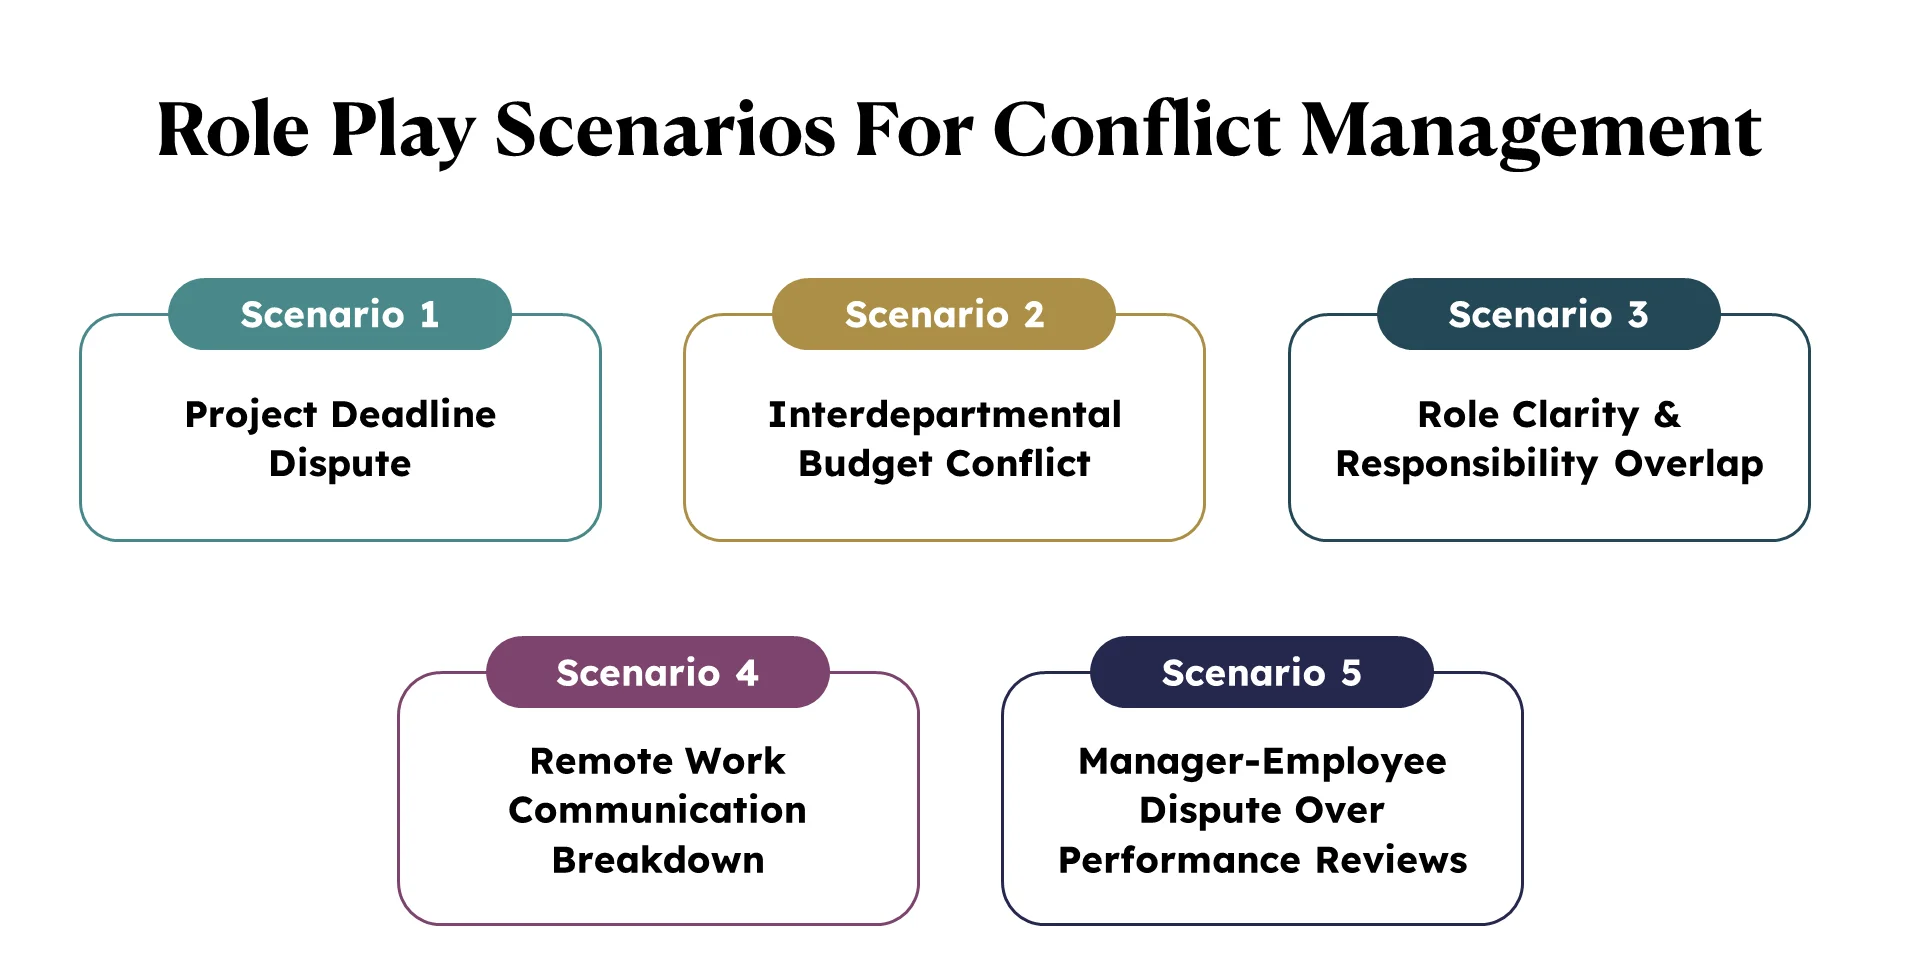 Role Play Scenarios For Conflict Management
Scenario 1
Project Deadline
Dispute
Scenario 2
Interdepartmental
Budget Conflict
Scenario 3
Role Clarity &
Responsibility Overlap
Scenario 4
Remote Work
Communication
Breakdown
Scenario 5
Manager-Employee
Dispute Over
Performance Reviews